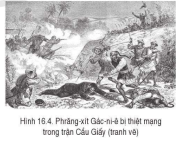 Hình 16.4. Phrăng-xít Gác-ni-ê bị thiệt mạng
trong trận Cầu Giấy (tranh vẽ)